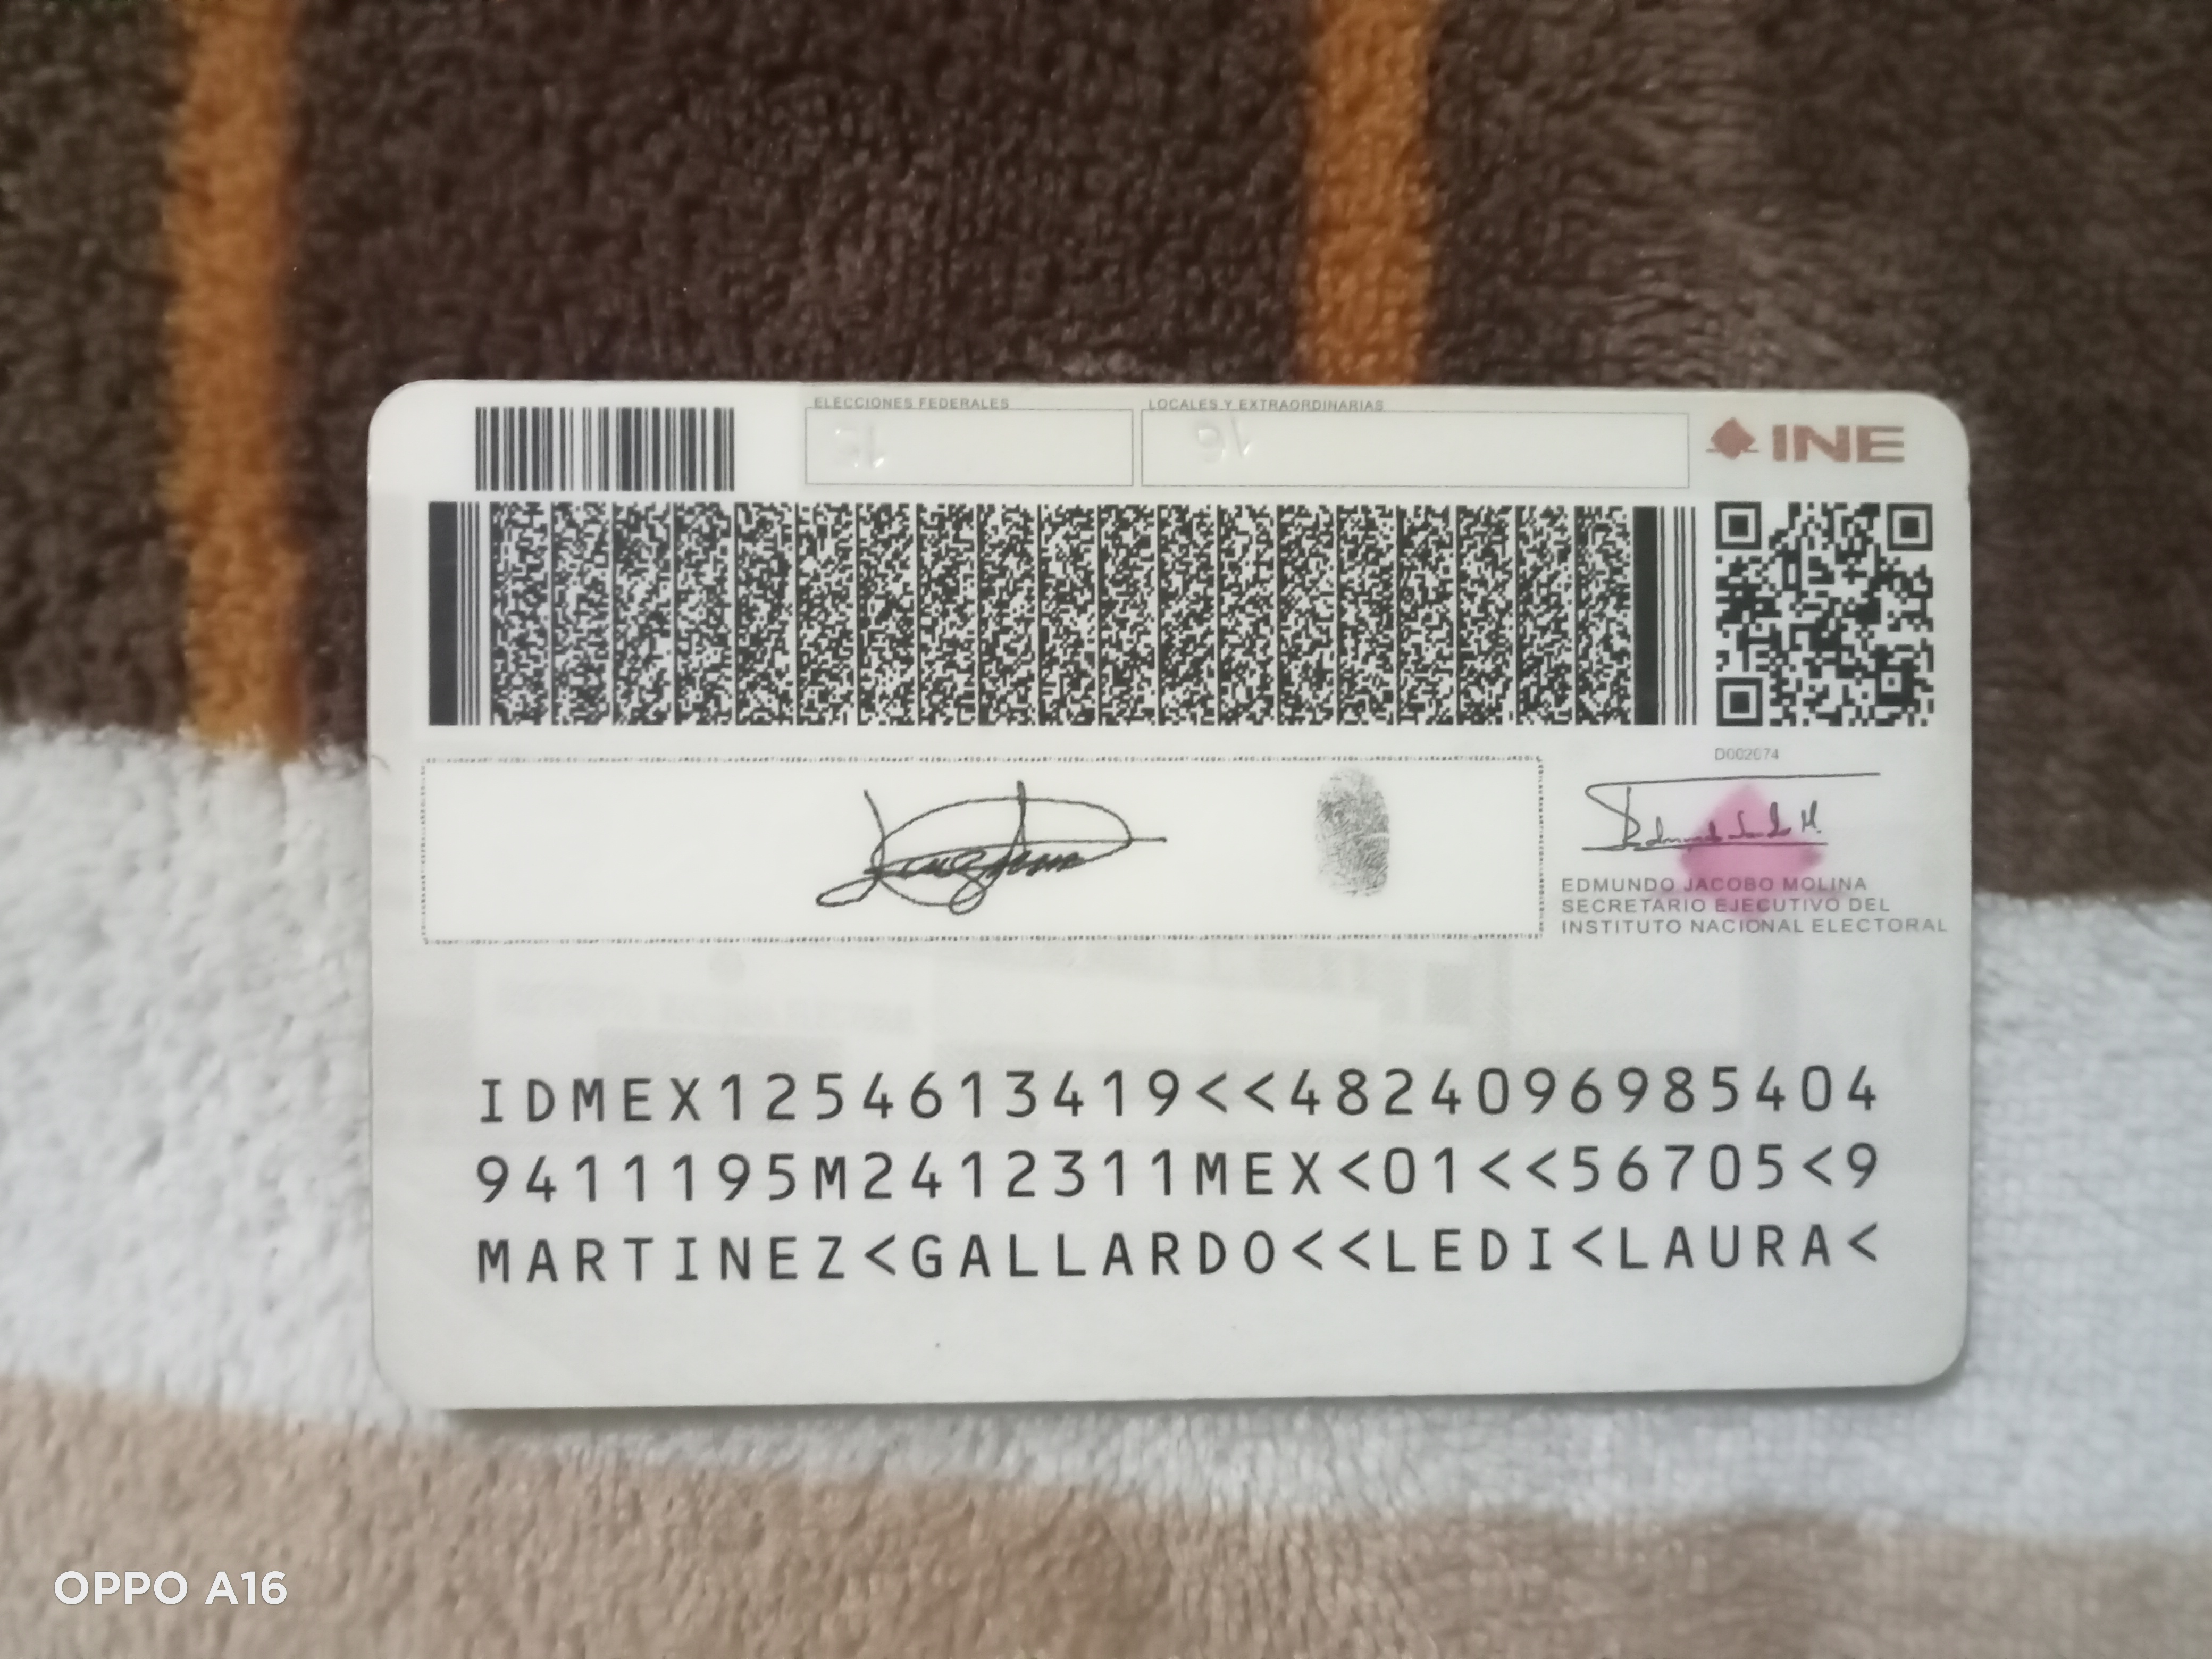 ELECCIONES FEDERALES
LOCALES Y EXTRAORDINARIAS
INE
D002074
EDMUNDO JACOBO MOLINA
SECRETARIO EJECUTIVO DEL
INSTITUTO NACIONAL ELECTORAL
IDMEX1254613419<<4824096985404
9411195M2412311MEX<01<<56705<9
MARTINEZ<GALLARDO<<LEDI<LAURA<
OPPO A16